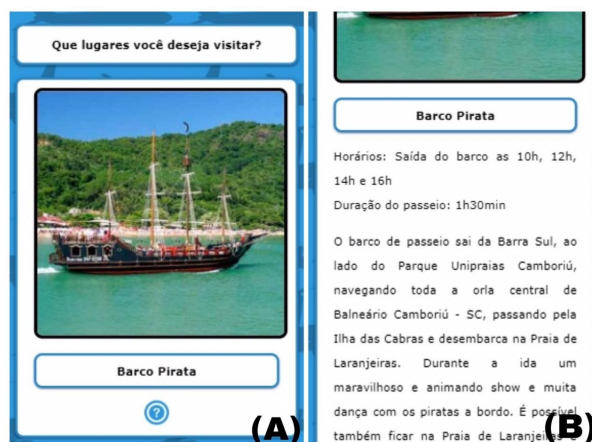 Que lugares você deseja visitar?
Barco Pirata
?
(A)
Barco Pirata
Horários: Saída do barco as 10h, 12h,
14h e 16h
Duração do passeio: 1h30min
O barco de passeio sai da Barra Sul, ao
lado do Parque Unipraias Camboriú,
navegando toda a orla central de
Balneário Camboriú - SC, passando pela
Ilha das Cabras e desembarca na Praia de
Laranjeiras. Durante a ida um
maravilhoso e animando show e muita
dança com os piratas a bordo. É possível
também ficar na Praia de
(B)